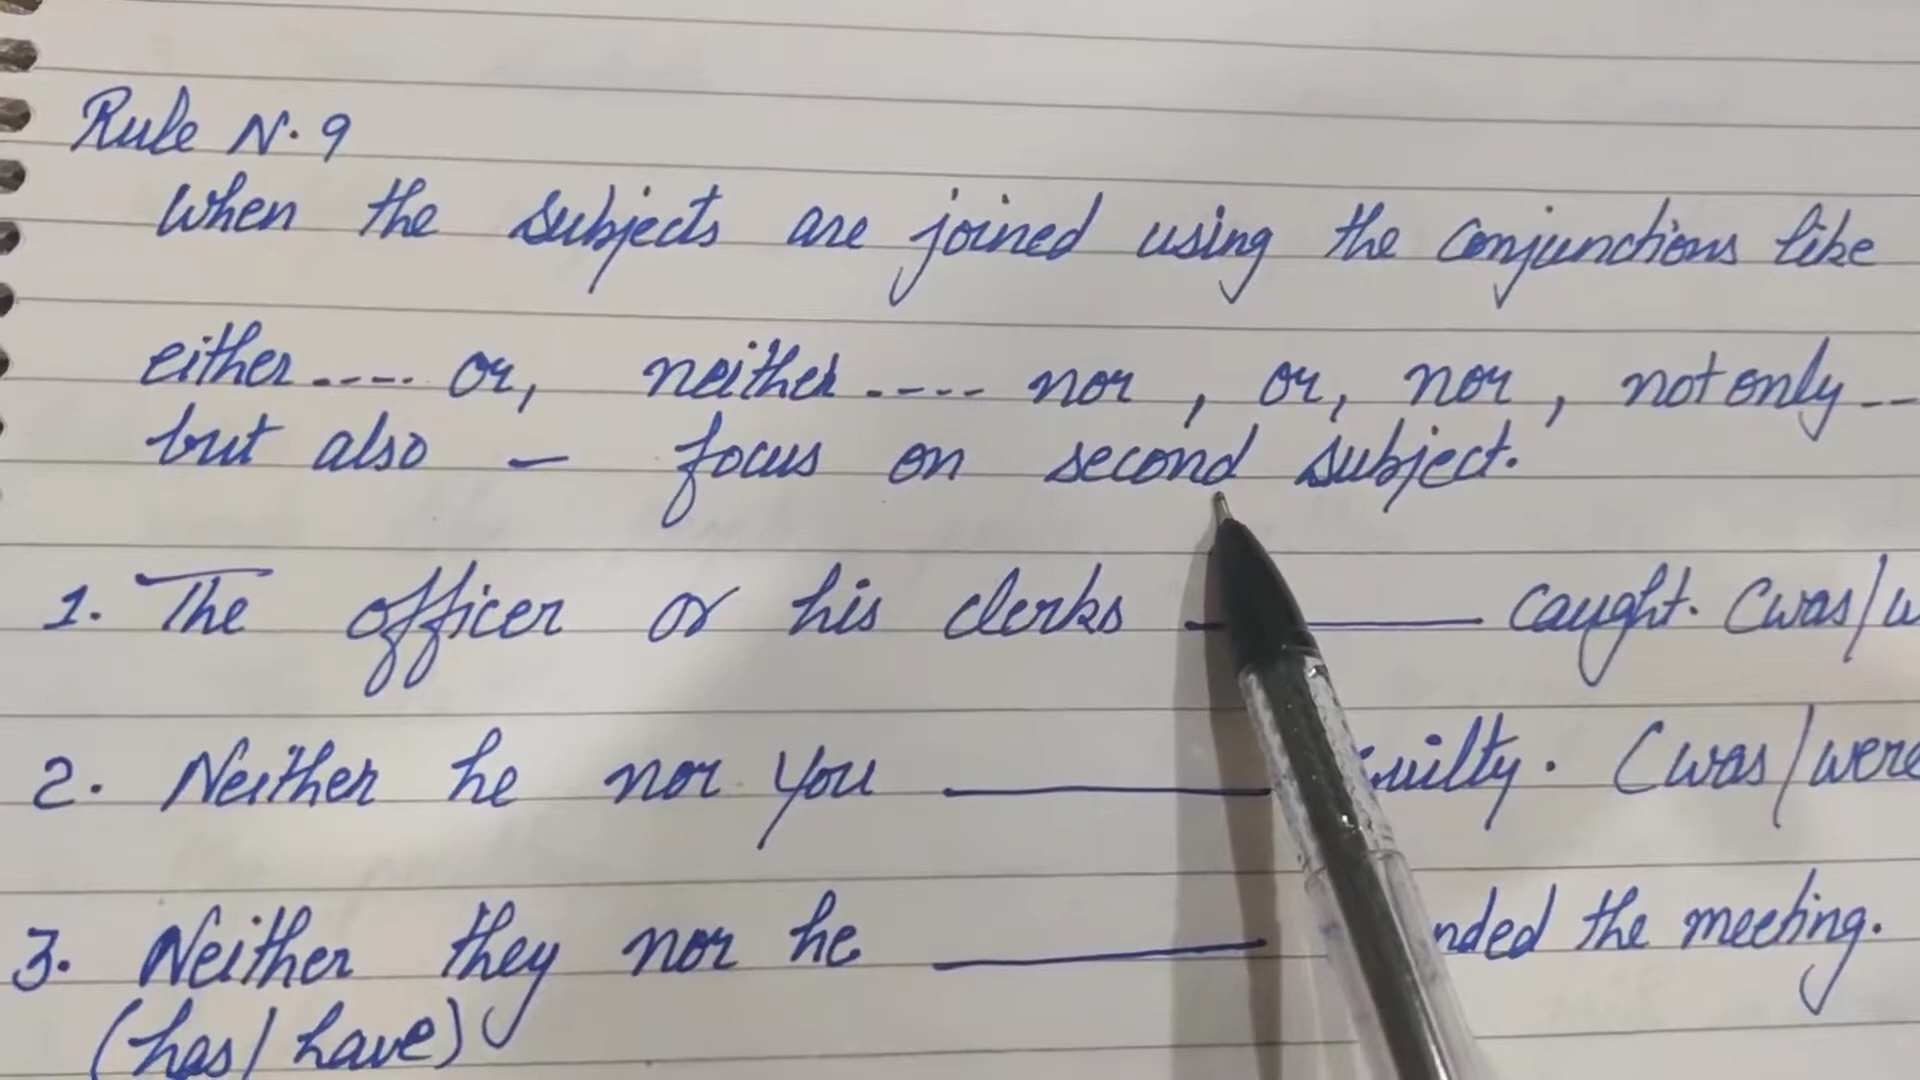 Rule N. 9
When the subjects are joined using the conjunctions like
either .... or, neither .... nor, or, nor, not only --
but also - focus on second subject.
1. The officer or his clerks ______ caught. (was/w
2. Neither he nor you ______ uilty. (was/were
3. Neither they nor he ______ nded the meeting.
(has/have)